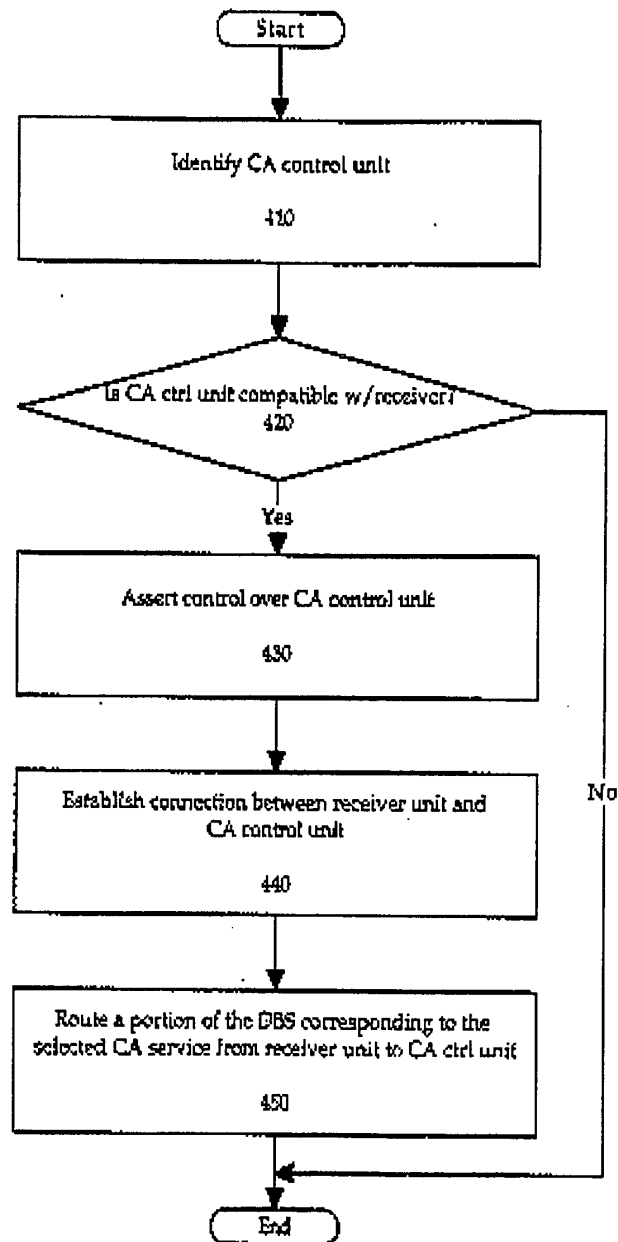 Start
Identify CA control unit
410
Is CA ctrl unit compatible w/receiver?
420
Yes
Assert control over CA control unit
430
Establish connection between receiver unit and
CA control unit
440
No
Route a portion of the DBS corresponding to the
selected CA service from receiver unit to CA ctrl unit
450
End